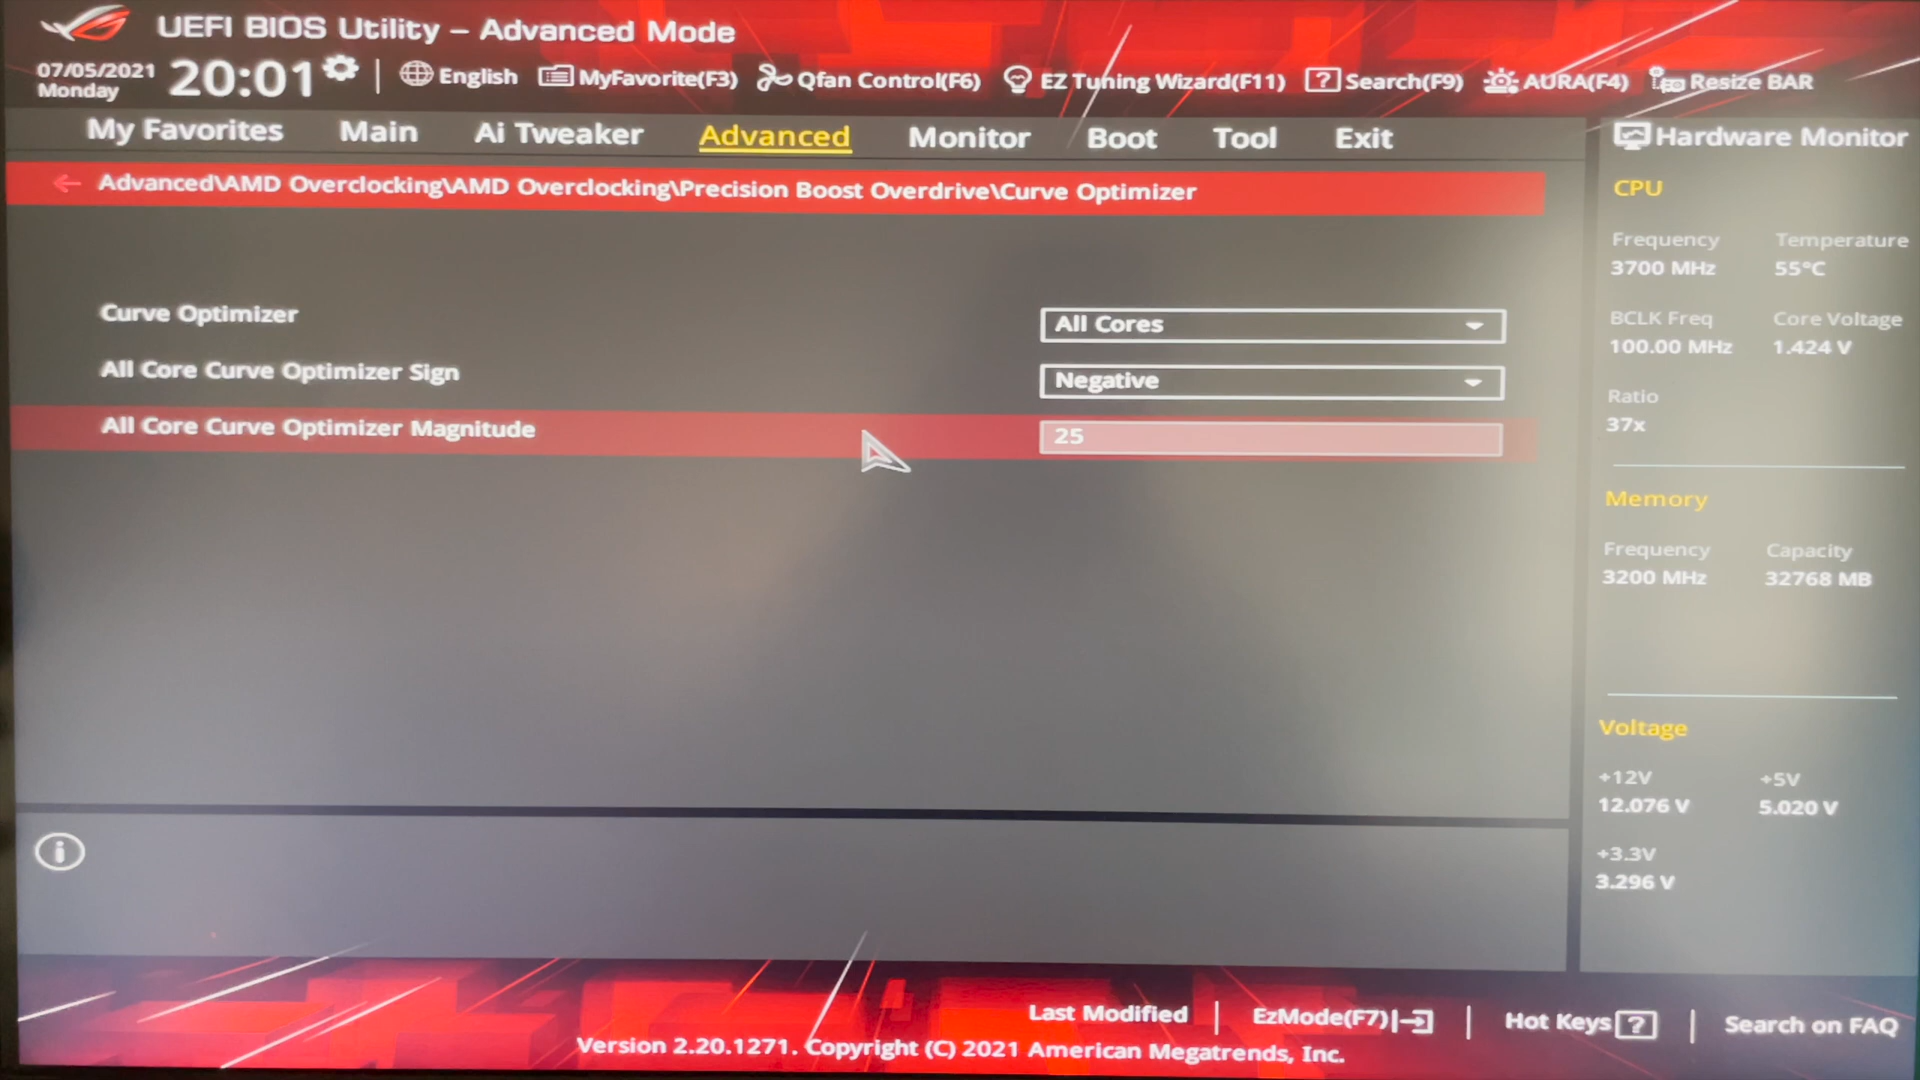 UEFI BIOS Utility – Advanced Mode
07/05/2021
Monday
20:01
English
MyFavorite(F3)
Qfan Control(F6)
EZ Tuning Wizard(F11)
Search(F9)
AURA(F4)
Resize BAR
My Favorites
Main
Ai Tweaker
Advanced
Monitor
Boot
Tool
Exit
Advanced\AMD Overclocking\AMD Overclocking\Precision Boost Overdrive\Curve Optimizer
Curve Optimizer
All Cores
All Core Curve Optimizer Sign
Negative
All Core Curve Optimizer Magnitude
25
Hardware Monitor
CPU
Frequency Temperature
3700 MHz 55°C
BCLK Freq Core Voltage
100.00 MHz 1.424 V
Ratio
37x
Memory
Frequency Capacity
3200 MHz 32768 MB
Voltage
+12V +5V
12.076 V 5.020 V
+3.3V
3.296 V
Last Modified
EzMode(F7)
Hot Keys ?
Search on FAQ
Version 2.20.1271. Copyright (C) 2021 American Megatrends, Inc.